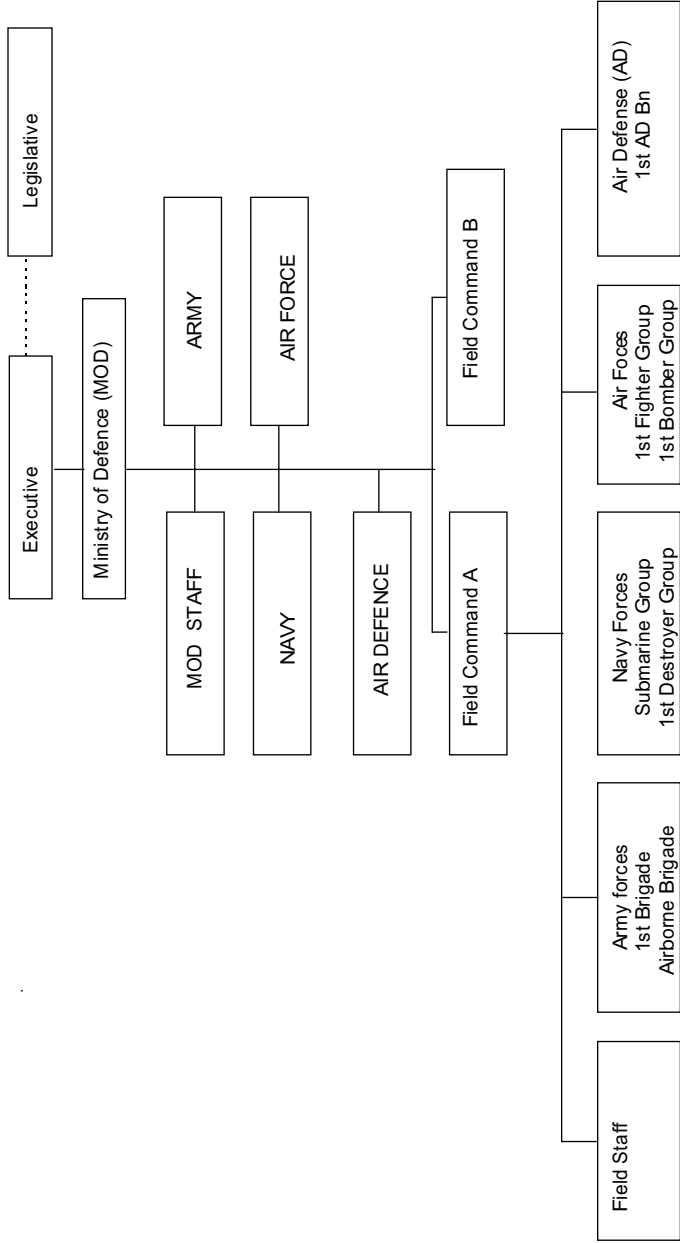 Executive
Legislative
Ministry of Defence (MOD)
MOD STAFF
ARMY
NAVY
AIR FORCE
AIR DEFENCE
Field Command A
Field Command B
Field Staff
Army forces
1st Brigade
Airborne Brigade
Navy Forces
Submarine Group
1st Destroyer Group
Air Foces
1st Fighter Group
1st Bomber Group
Air Defense (AD)
1st AD Bn